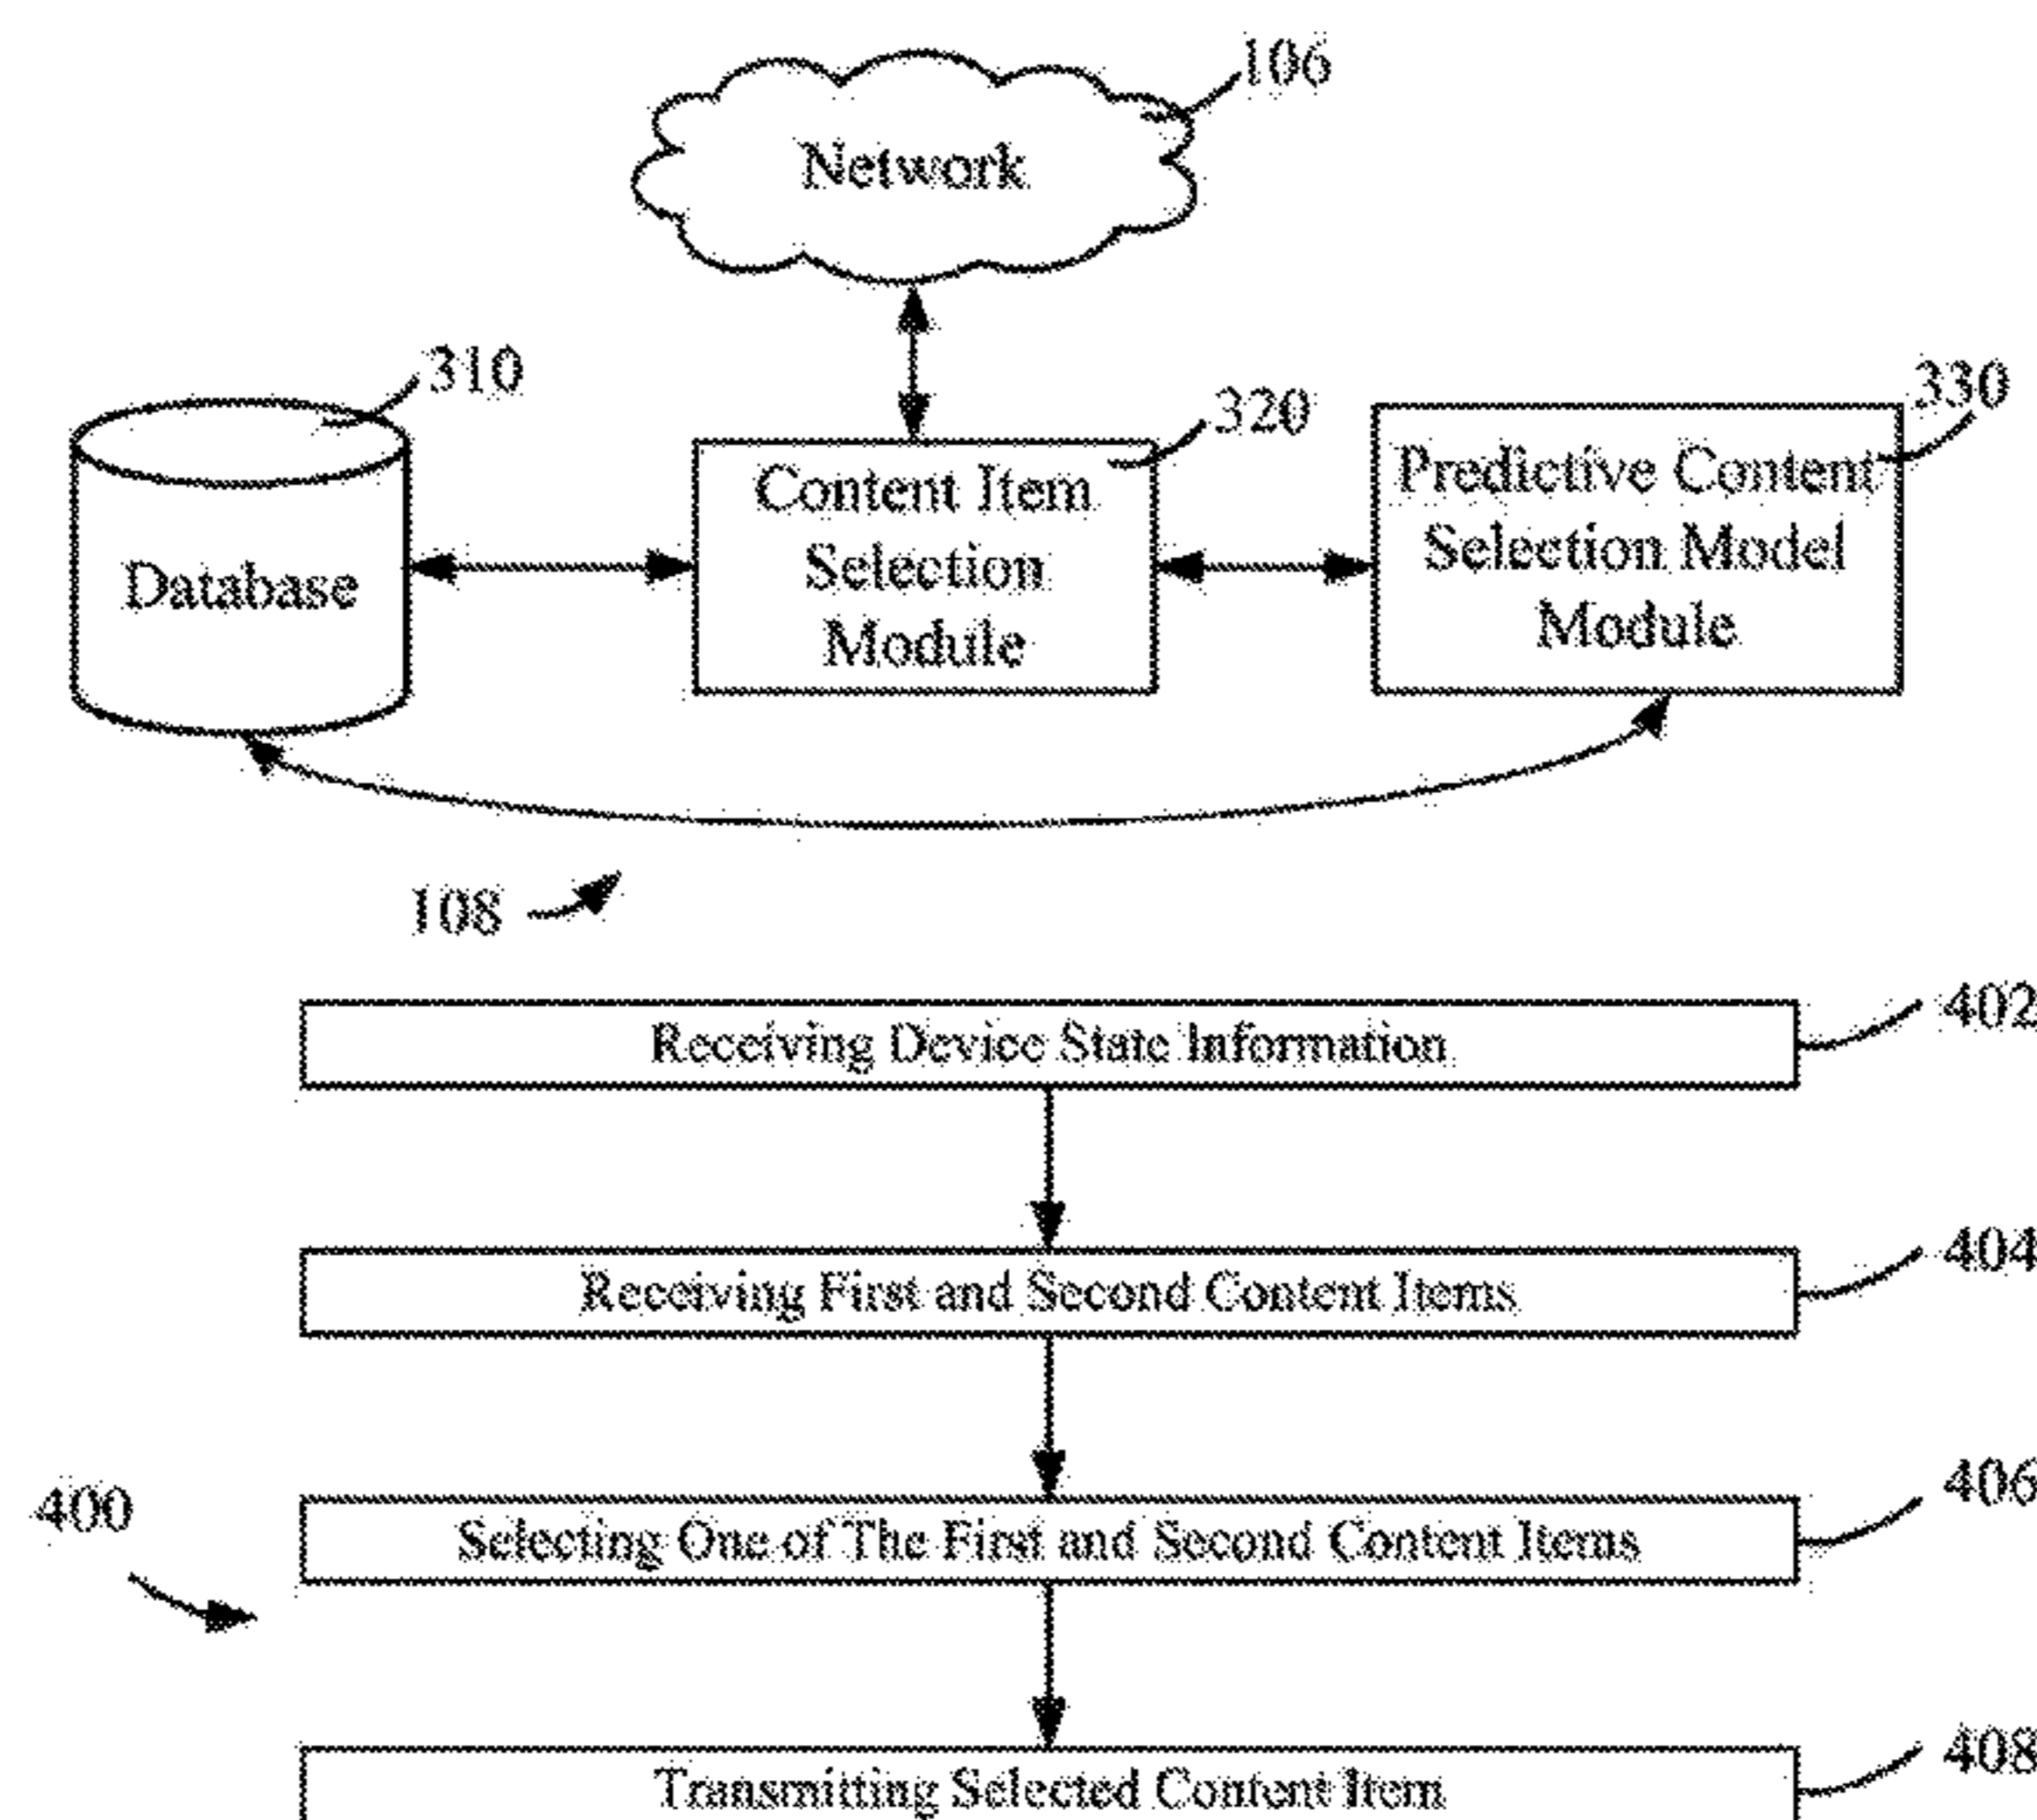 106
Network
310
320
330
Database
Content Item
Selection
Module
Predictive Content
Selection Model
Module
108
Receiving Device State Information
402
Receiving First and Second Content Items
404
400
Selecting One of The First and Second Content Items
406
Transmitting Selected Content Item
408